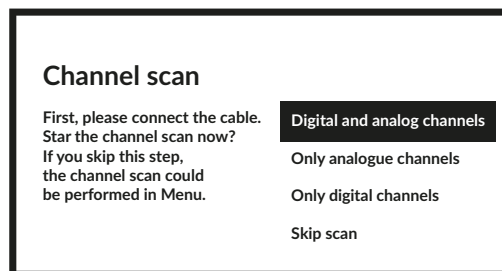 Channel scan
First, please connect the cable.
Star the channel scan now?
If you skip this step,
the channel scan could
be performed in Menu.
Digital and analog channels
Only analogue channels
Only digital channels
Skip scan